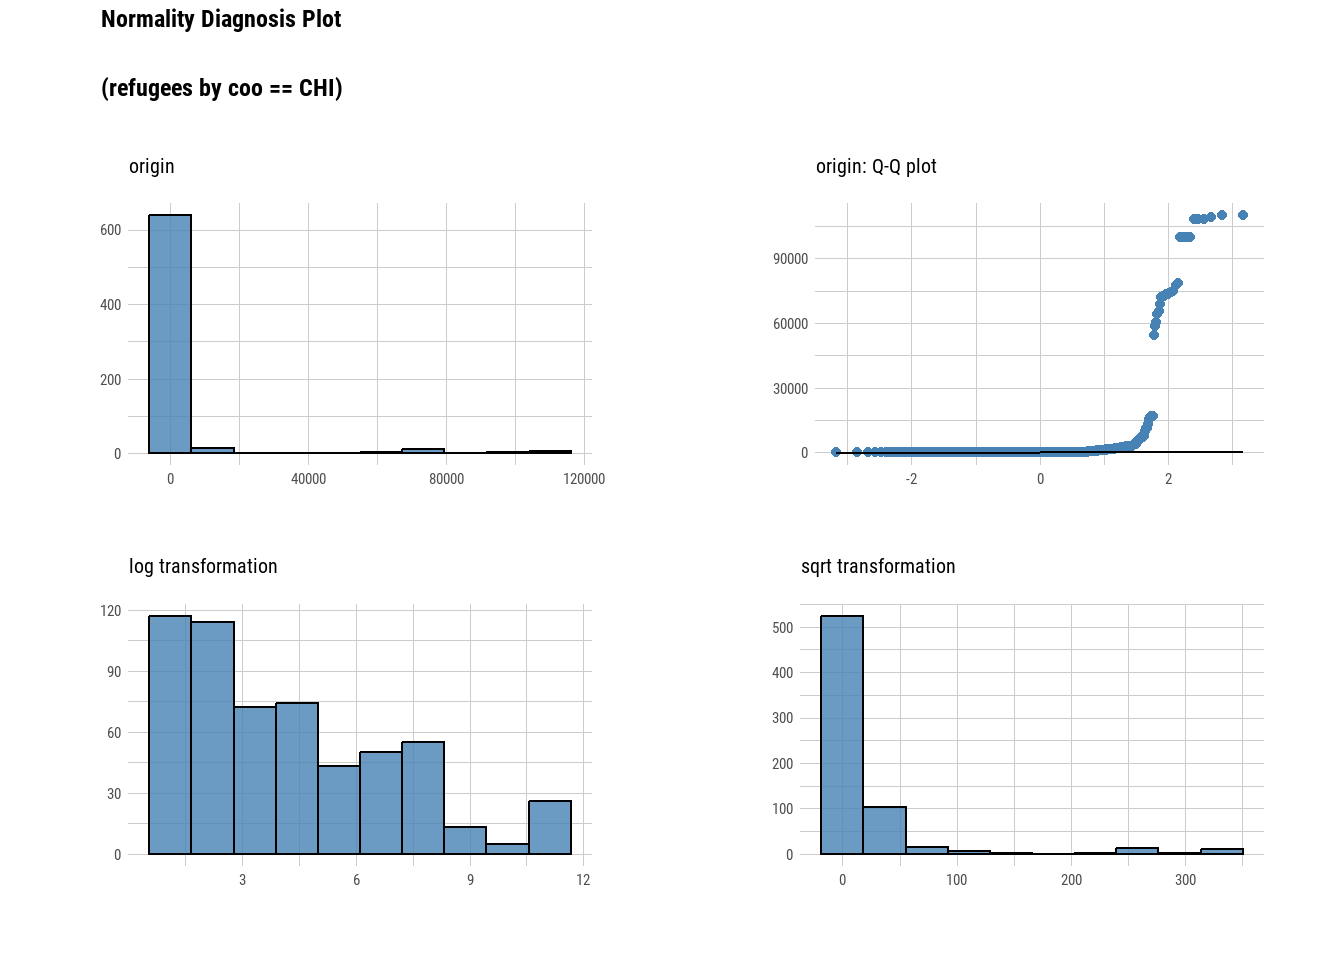 Normality Diagnosis Plot
(refugees by coo == CHI)
origin
600
400
200
0
0 40000 80000 120000
origin: Q-Q plot
90000
60000
30000
0
-2 0 2
log transformation
120
90
60
30
0
3 6 9 12
sqrt transformation
500
400
300
200
100
0
0 100 200 300